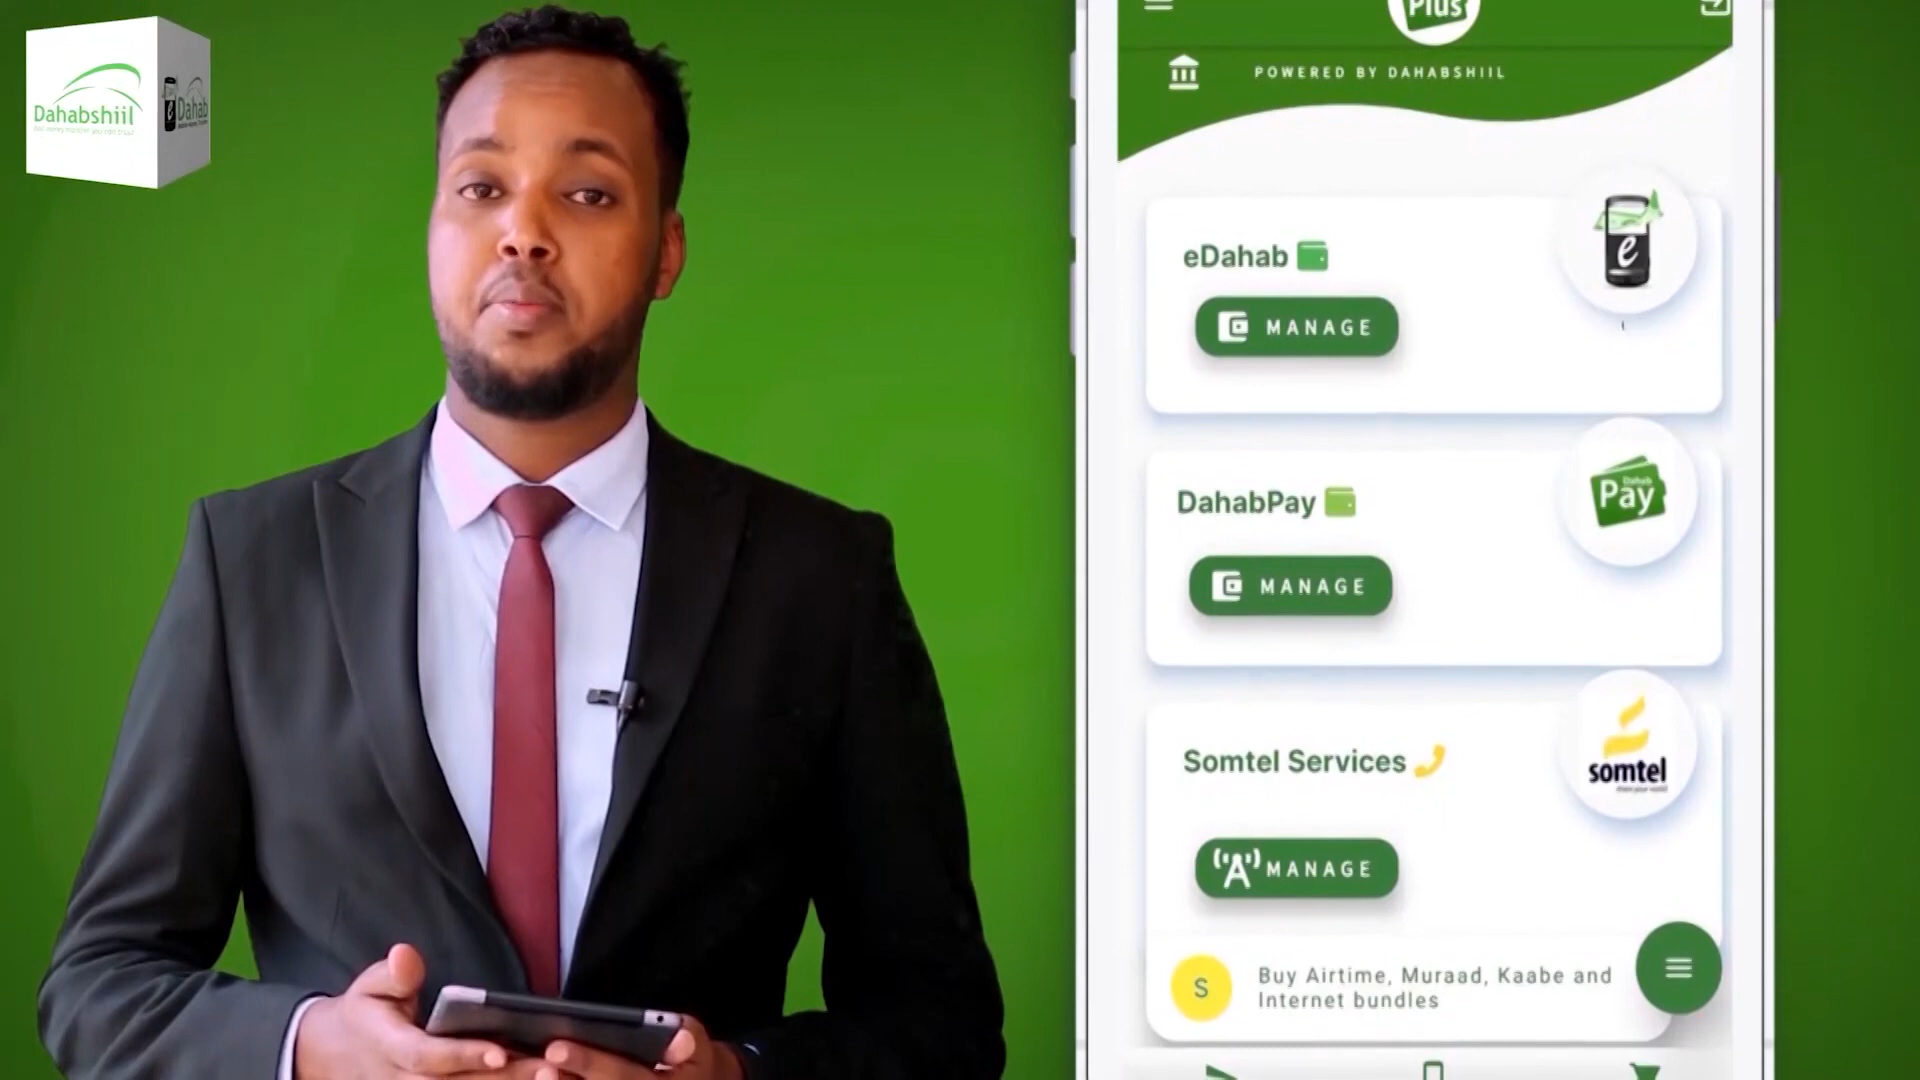 Dahabshiil
eDahab
Plus
POWERED BY DAHABSHIIL
eDahab
e
MANAGE
DahabPay
Dahab
Pay
MANAGE
Somtel Services
somtel
MANAGE
S
Buy Airtime, Muraad, Kaabe and
Internet bundles